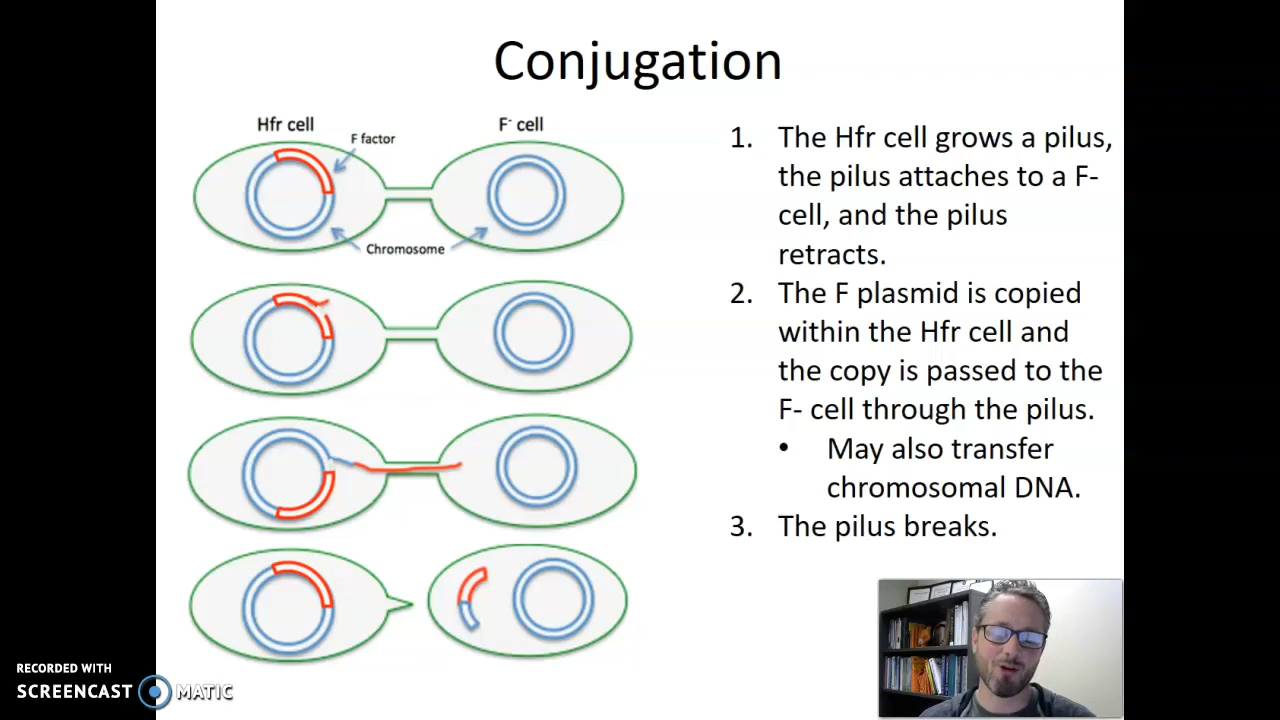 Conjugation
Hfr cell
F factor
F- cell
Chromosome
1. The Hfr cell grows a pilus,
the pilus attaches to a F-
cell, and the pilus
retracts.
2. The F plasmid is copied
within the Hfr cell and
the copy is passed to the
F- cell through the pilus.
• May also transfer
chromosomal DNA.
3. The pilus breaks.
RECORDED WITH
SCREENCAST MATIC